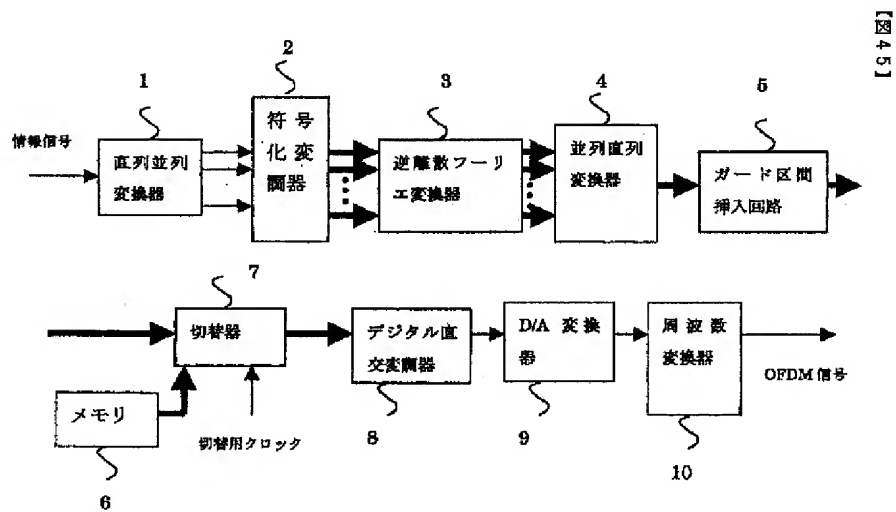 【図45】
1
2
3
4
5
情報信号
直列並列
変換器
符号
化変
調器
逆離散フーリ
エ変換器
並列直列
変換器
ガード区間
挿入回路
7
切替器
デジタル直
交変調器
D/A 変換
器
周波数
変換器
OFDM 信号
メモリ
切替用クロック
8
9
10
6